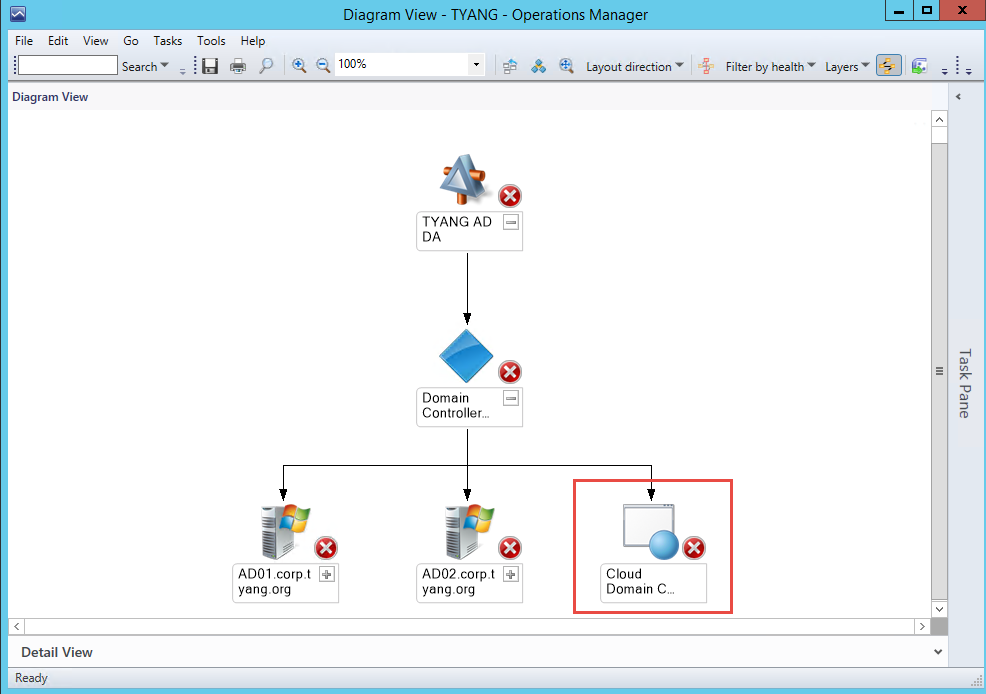 Diagram View - TYANG - Operations Manager
File Edit View Go Tasks Tools Help
Search 100% Layout direction Filter by health Layers
Diagram View
TYANG AD
DA
Domain
Controller...
AD01.corp.t
yang.org
AD02.corp.t
yang.org
Cloud
Domain C...
Task Pane
Detail View
Ready